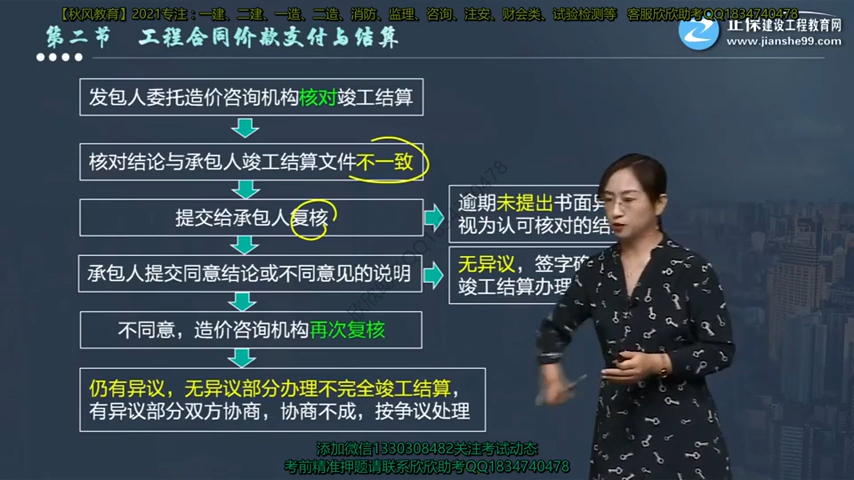 【秋风教育】2021专注：一建、二建、一造、二造、消防、监理、咨询、注安、财会类、试验检测等 客服欣欣助考QQ1834740478
第二节 工程合同价款交付与结算
正保建设工程教育网
www.jianshe99.com
发包人委托造价咨询机构核对竣工结算
核对结论与承包人竣工结算文件不一致
提交给承包人复核
逾期未提出书面异
视为认可核对的结
承包人提交同意结论或不同意见的说明
无异议，签字确
竣工结算办理
不同意，造价咨询机构再次复核
仍有异议，无异议部分办理不完全竣工结算，
有异议部分双方协商，协商不成，按争议处理
添加微信1330308482关注考试动态
考前精准押题请联系欣欣助考QQ1834740478